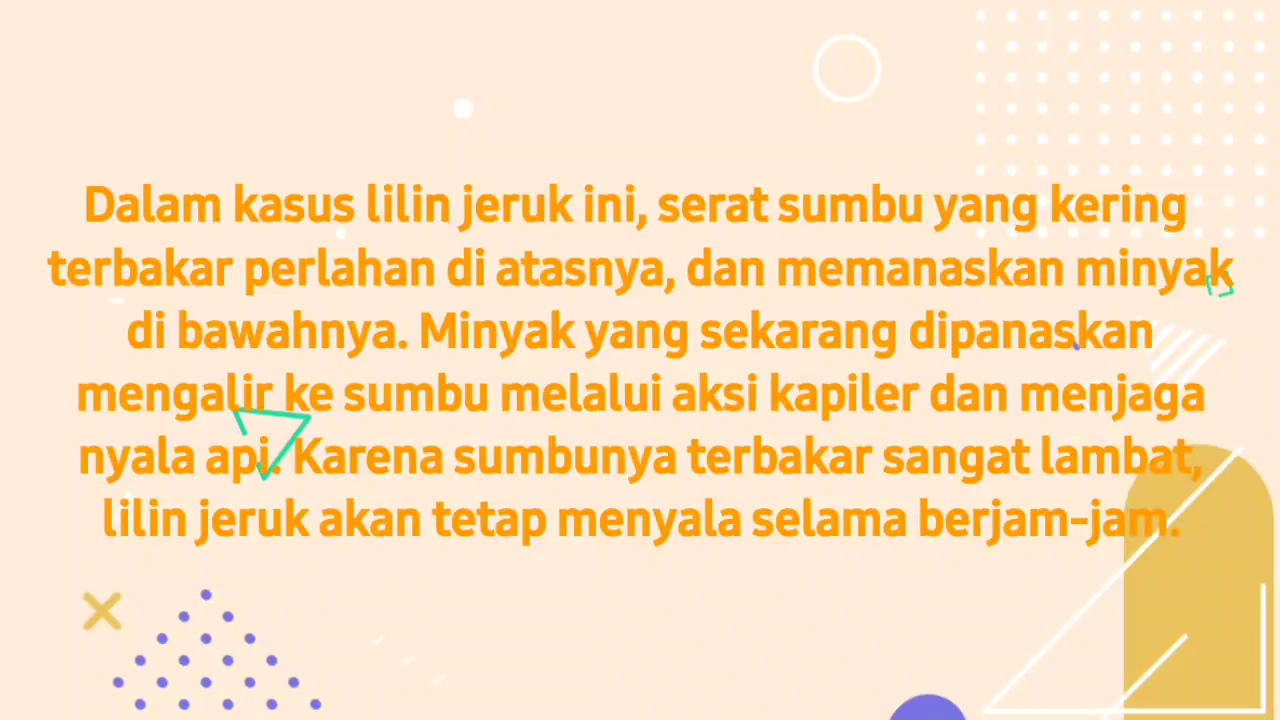 Dalam kasus lilin jeruk ini, serat sumbu yang kering
terbakar perlahan di atasnya, dan memanaskan minyak
di bawahnya. Minyak yang sekarang dipanaskan
mengalir ke sumbu melalui aksi kapiler dan menjaga
nyala api. Karena sumbunya terbakar sangat lambat,
lilin jeruk akan tetap menyala selama berjam-jam.